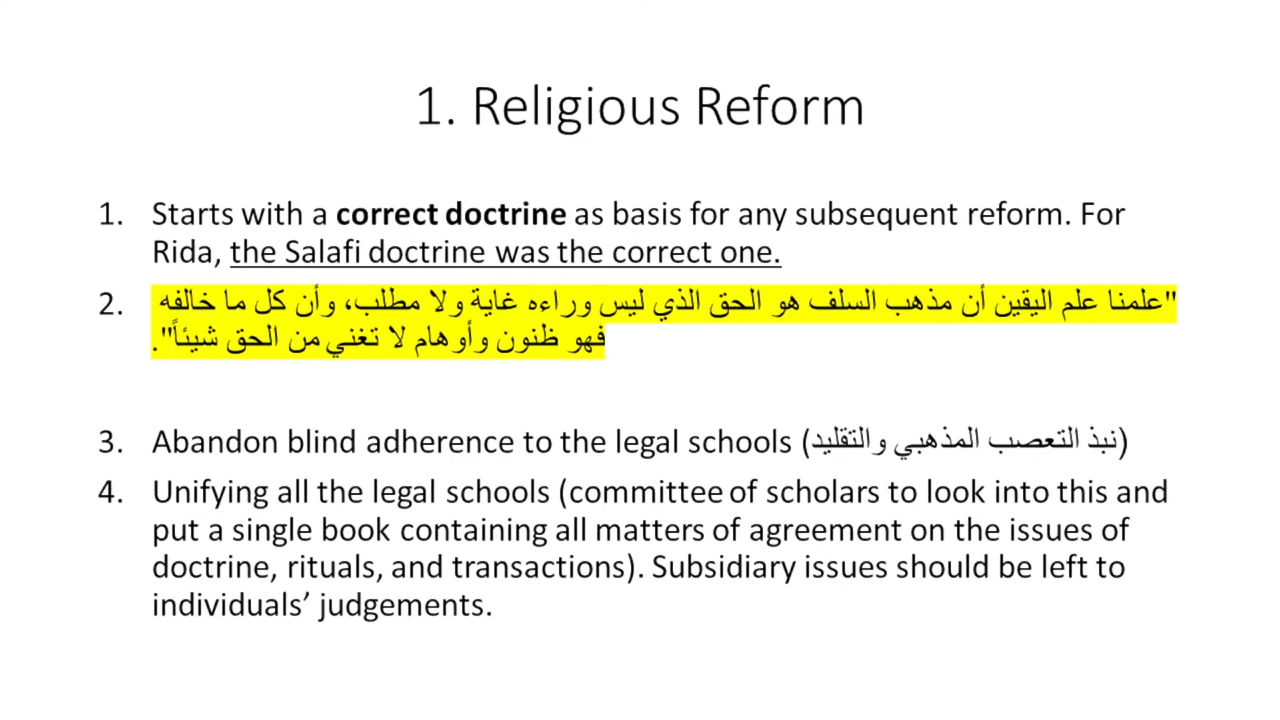 1. Religious Reform
1. Starts with a correct doctrine as basis for any subsequent reform. For
Rida, the Salafi doctrine was the correct one.
2. "علمنا علم اليقين أن مذهب السلف هو الحق الذي ليس وراءه غاية ولا مطلب، وأن كل ما خالفه
فهو ظنون وأوهام لا تغني من الحق شيئاً".
3. Abandon blind adherence to the legal schools (نبذ التعصب المذهبي والتقليد)
4. Unifying all the legal schools (committee of scholars to look into this and
put a single book containing all matters of agreement on the issues of
doctrine, rituals, and transactions). Subsidiary issues should be left to
individuals’ judgements.